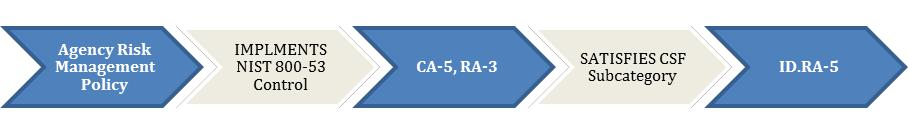 Agency Risk
Management
Policy
IMPLMENTS
NIST 800-53
Control
CA-5, RA-3
SATISFIES CSF
Subcategory
ID.RA-5